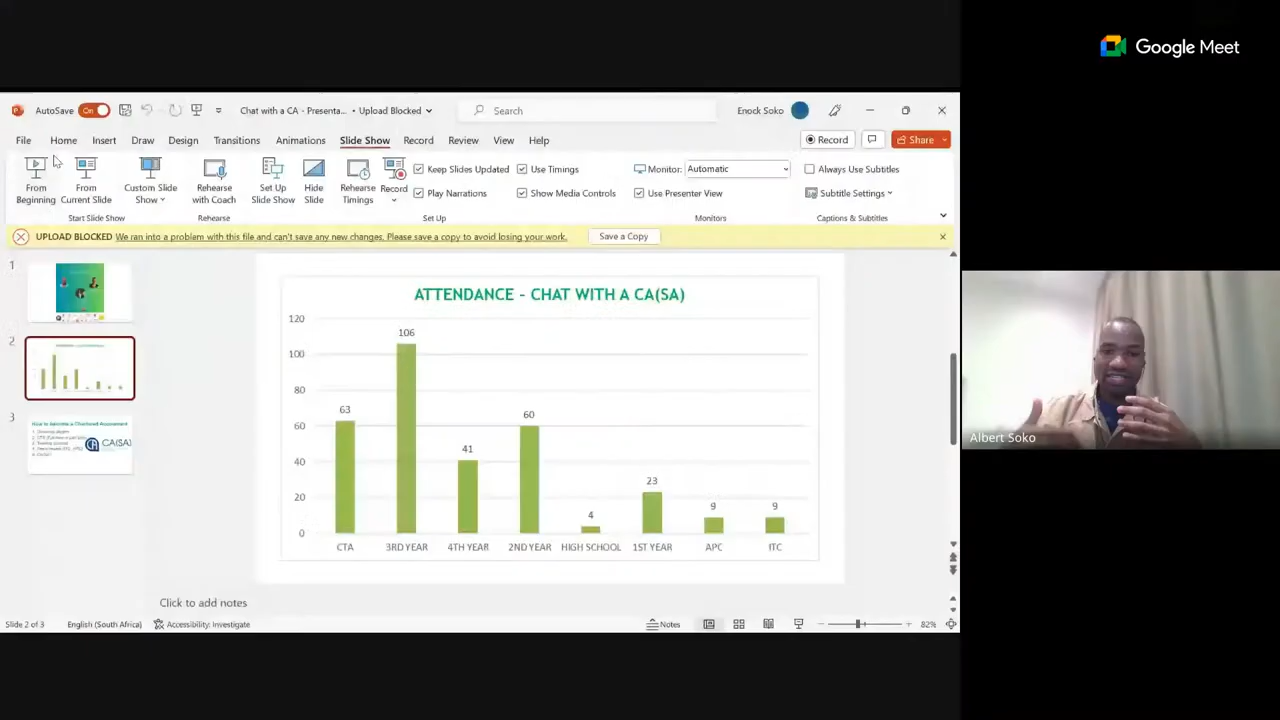 Google Meet
AutoSave On Chat with a CA - Presenta... • Upload Blocked Search Enock Soko
File Home Insert Draw Design Transitions Animations Slide Show Record Review View Help Record Share
From Beginning
From Current Slide
Custom Slide Show
Rehearse with Coach
Set Up Slide Show
Hide Slide
Rehearse Timings
Record
Keep Slides Updated Use Timings Monitor: Automatic Always Use Subtitles
Play Narrations Show Media Controls Use Presenter View Subtitle Settings
Start Slide Show Rehearse Set Up Monitors Captions & Subtitles
UPLOAD BLOCKED We ran into a problem with this file and can't save any new changes. Please save a copy to avoid losing your work. Save a Copy
1
2
3
How to become a Chartered Accountant
CA(SA)
ATTENDANCE – CHAT WITH A CA(SA)
120
100
80
60
40
20
0
63 106 41 60 4 23 9 9
CTA 3RD YEAR 4TH YEAR 2ND YEAR HIGH SCHOOL 1ST YEAR APC ITC
Click to add notes
Slide 2 of 3 English (South Africa) Accessibility: Investigate Notes 82%
Albert Soko